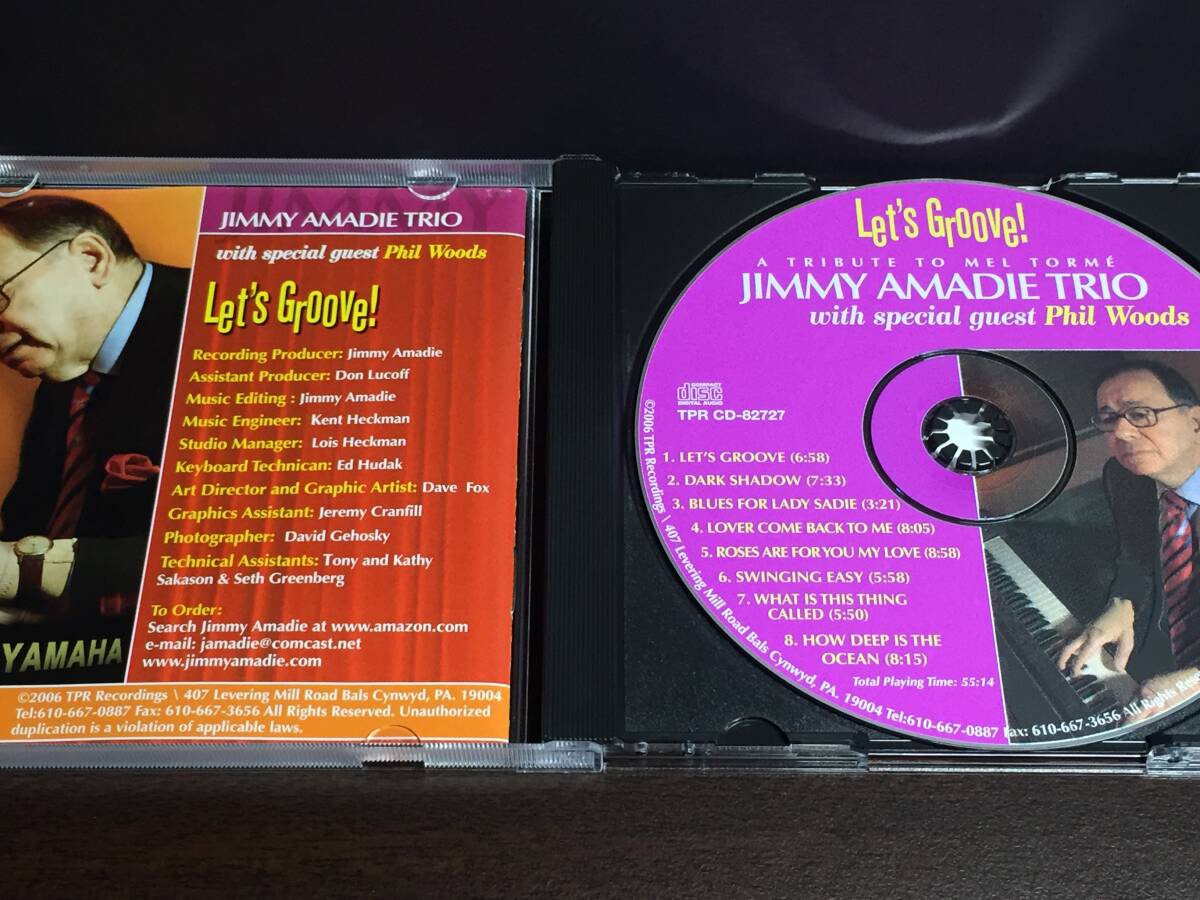 JIMMY AMADIE TRIO
with special guest Phil Woods
Let's Groove!
Recording Producer: Jimmy Amadie
Assistant Producer: Don Lucoff
Music Editing : Jimmy Amadie
Music Engineer: Kent Heckman
Studio Manager: Lois Heckman
Keyboard Technican: Ed Hudak
Art Director and Graphic Artist: Dave Fox
Graphics Assistant: Jeremy Cranfill
Photographer: David Gehosky
Technical Assistants: Tony and Kathy
Sakason & Seth Greenberg
To Order:
Search Jimmy Amadie at www.amazon.com
e-mail: jamadie@comcast.net
www.jimmyamadie.com
YAMAHA
©2006 TPR Recordings \ 407 Levering Mill Road Bals Cynwyd, PA. 19004
Tel:610-667-0887 Fax: 610-667-3656 All Rights Reserved. Unauthorized
duplication is a violation of applicable laws.
Let's Groove!
A TRIBUTE TO MEL TORMÉ
JIMMY AMADIE TRIO
with special guest Phil Woods
COMPACT
disc
DIGITAL AUDIO
TPR CD-82727
1. LET'S GROOVE (6:58)
2. DARK SHADOW (7:33)
3. BLUES FOR LADY SADIE (3:21)
4. LOVER COME BACK TO ME (8:05)
5. ROSES ARE FOR YOU MY LOVE (8:58)
6. SWINGING EASY (5:58)
7. WHAT IS THIS THING
CALLED (5:50)
8. HOW DEEP IS THE
OCEAN (8:15)
Total Playing Time: 55:14
©2006 TPR Recordings \ 407 Levering Mill Road Bals Cynwyd, PA. 19004 Tel:610-667-0887 Fax: 610-667-3656 All Rights